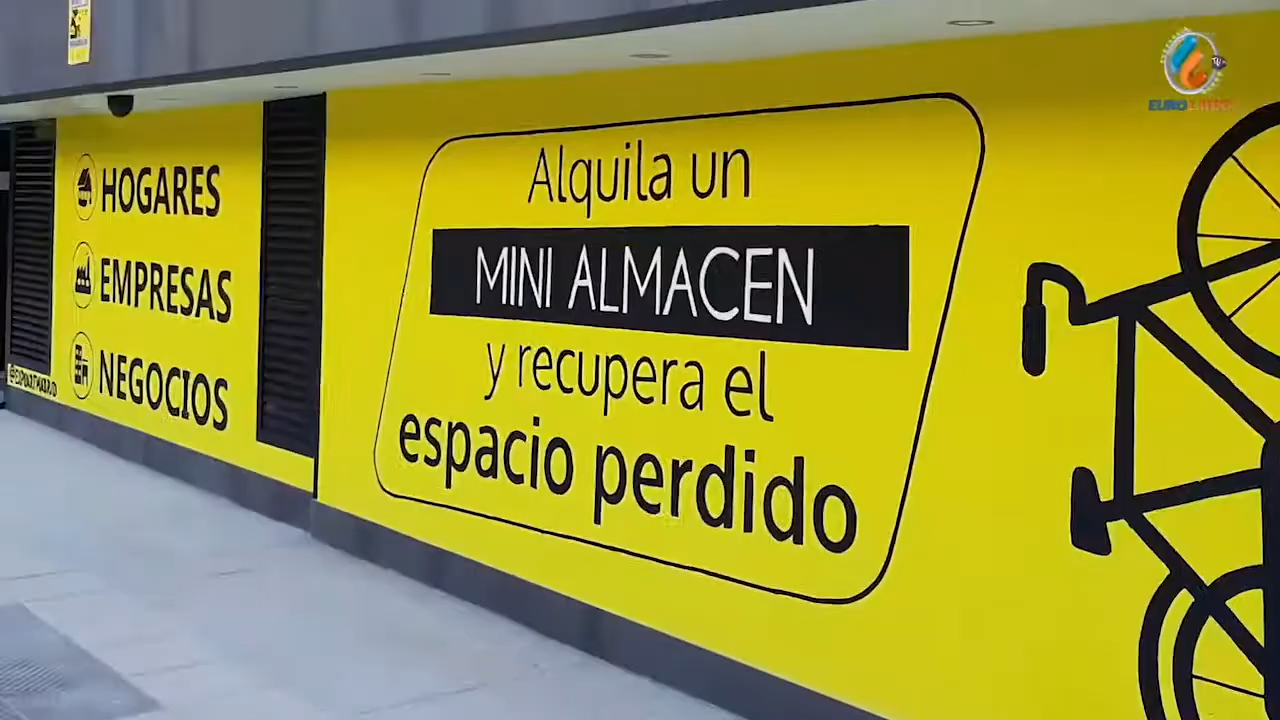 HOGARES
EMPRESAS
NEGOCIOS
Alquila un
MINI ALMACEN
y recupera el
espacio perdido